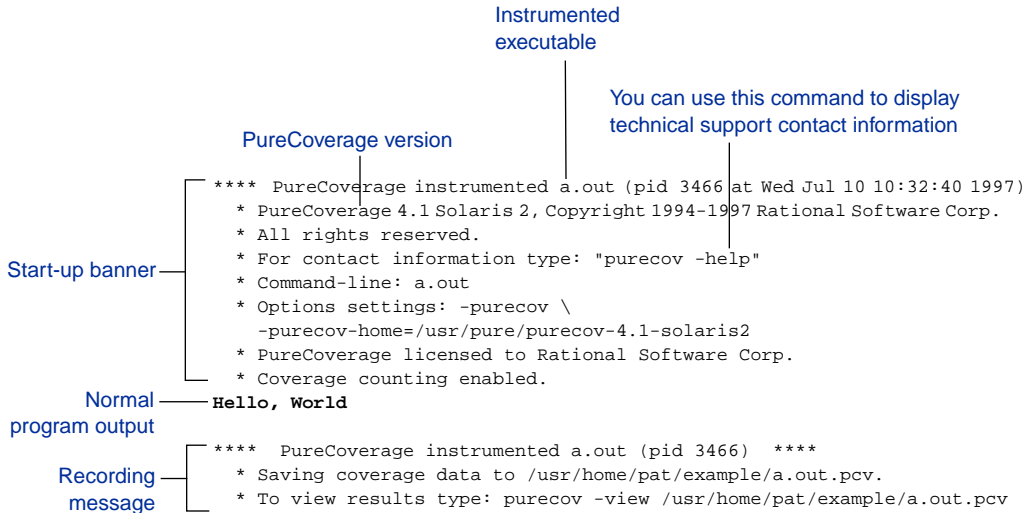 Instrumented
executable
You can use this command to display
technical support contact information
PureCoverage version
**** PureCoverage instrumented a.out (pid 3466 at Wed Jul 10 10:32:40 1997)
* PureCoverage 4.1 Solaris 2, Copyright 1994-1997 Rational Software Corp.
* All rights reserved.
* For contact information type: "purecov -help"
* Command-line: a.out
* Options settings: -purecov \
-purecov-home=/usr/pure/purecov-4.1-solaris2
* PureCoverage licensed to Rational Software Corp.
* Coverage counting enabled.
Start-up banner
Normal
program output
Hello, World
**** PureCoverage instrumented a.out (pid 3466) ****
* Saving coverage data to /usr/home/pat/example/a.out.pcv.
* To view results type: purecov -view /usr/home/pat/example/a.out.pcv
Recording
message